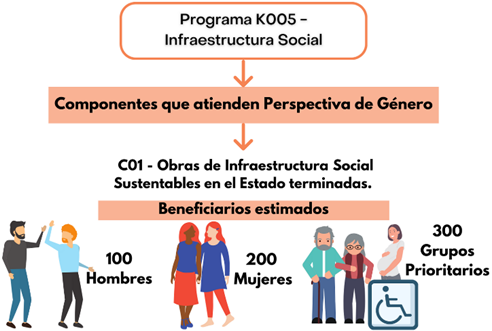 Programa K005 -
Infraestructura Social
Componentes que atienden Perspectiva de Género
C01 - Obras de Infraestructura Social
Sustentables en el Estado terminadas.
Beneficiarios estimados
100
Hombres
200
Mujeres
300
Grupos
Prioritarios